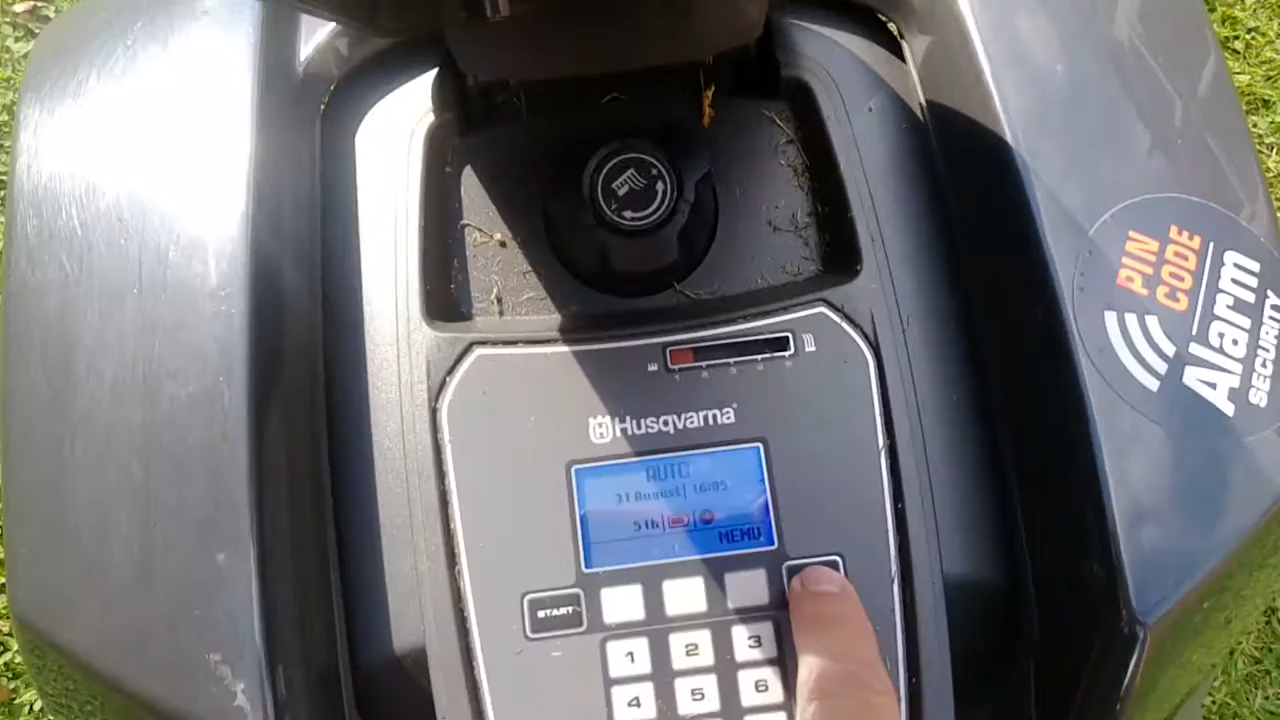 PIN
CODE
Alarm
SECURITY
Husqvarna
AUTO
31 August| 16:05
51h
MENU
START
1 2 3
4 5 6